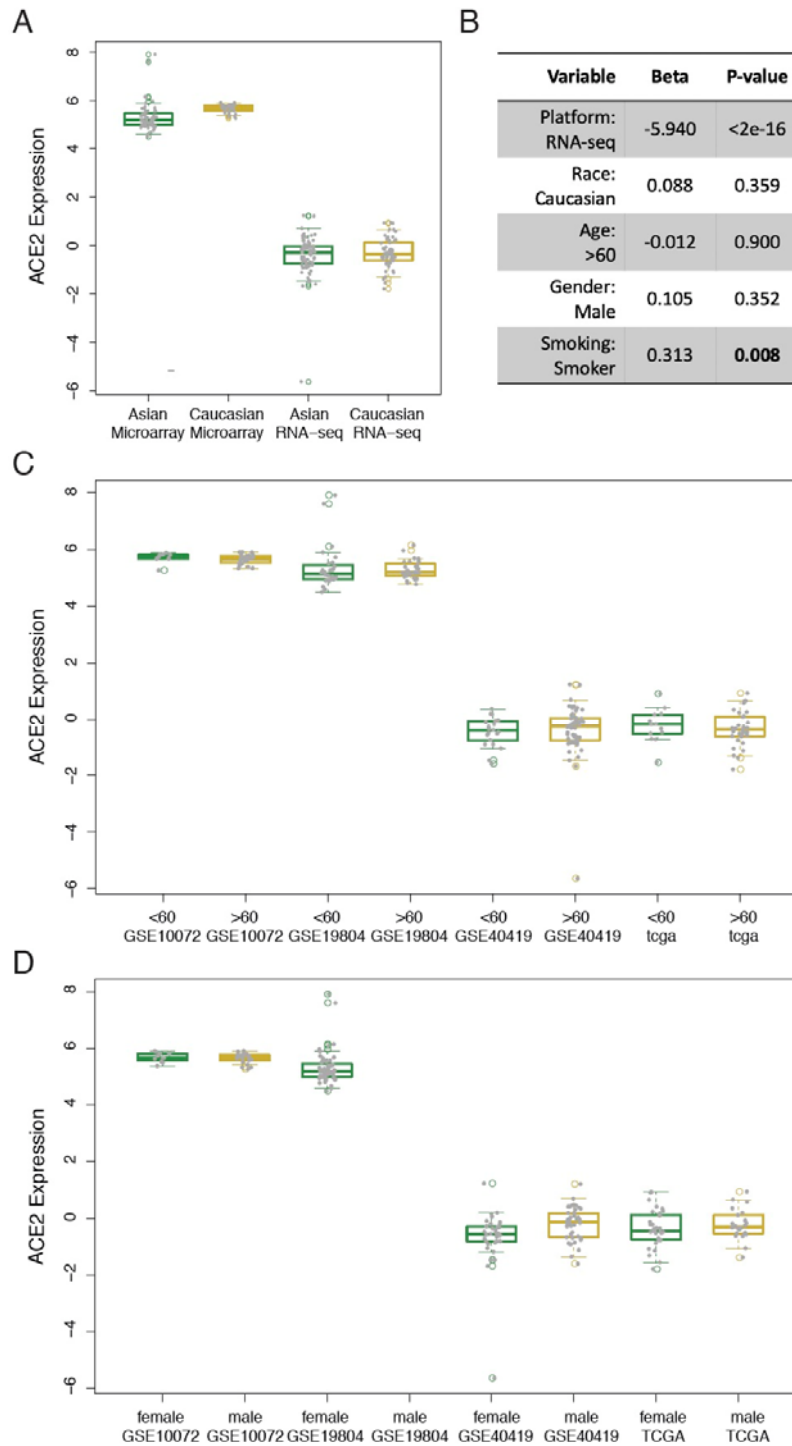 A
ACE2 Expression
8
6
4
2
0
-2
-4
-6
Asian Caucasian Asian Caucasian
Microarray Microarray RNA-seq RNA-seq
B
Variable Beta P-value
Platform:
RNA-seq -5.940 <2e-16
Race:
Caucasian 0.088 0.359
Age:
>60 -0.012 0.900
Gender:
Male 0.105 0.352
Smoking:
Smoker 0.313 0.008
C
ACE2 Expression
8
6
4
2
0
-2
-4
-6
<60 >60 <60 >60 <60 >60 <60 >60
GSE10072 GSE10072 GSE19804 GSE19804 GSE40419 GSE40419 tcga tcga
D
ACE2 Expression
8
6
4
2
0
-2
-4
-6
female male female male female male female male
GSE10072 GSE10072 GSE19804 GSE19804 GSE40419 GSE40419 TCGA TCGA